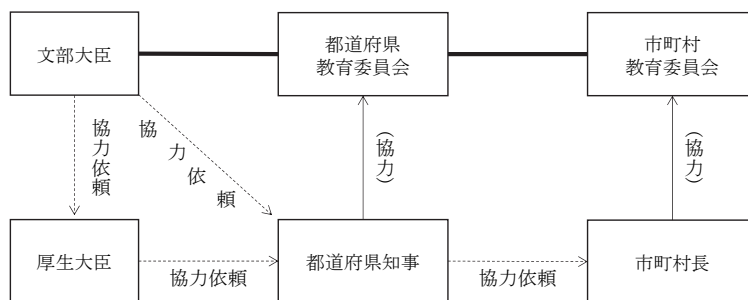 文部大臣
都道府県
教育委員会
市町村
教育委員会
協力依頼
協力依頼
(協力)
(協力)
厚生大臣
協力依頼
都道府県知事
協力依頼
市町村長